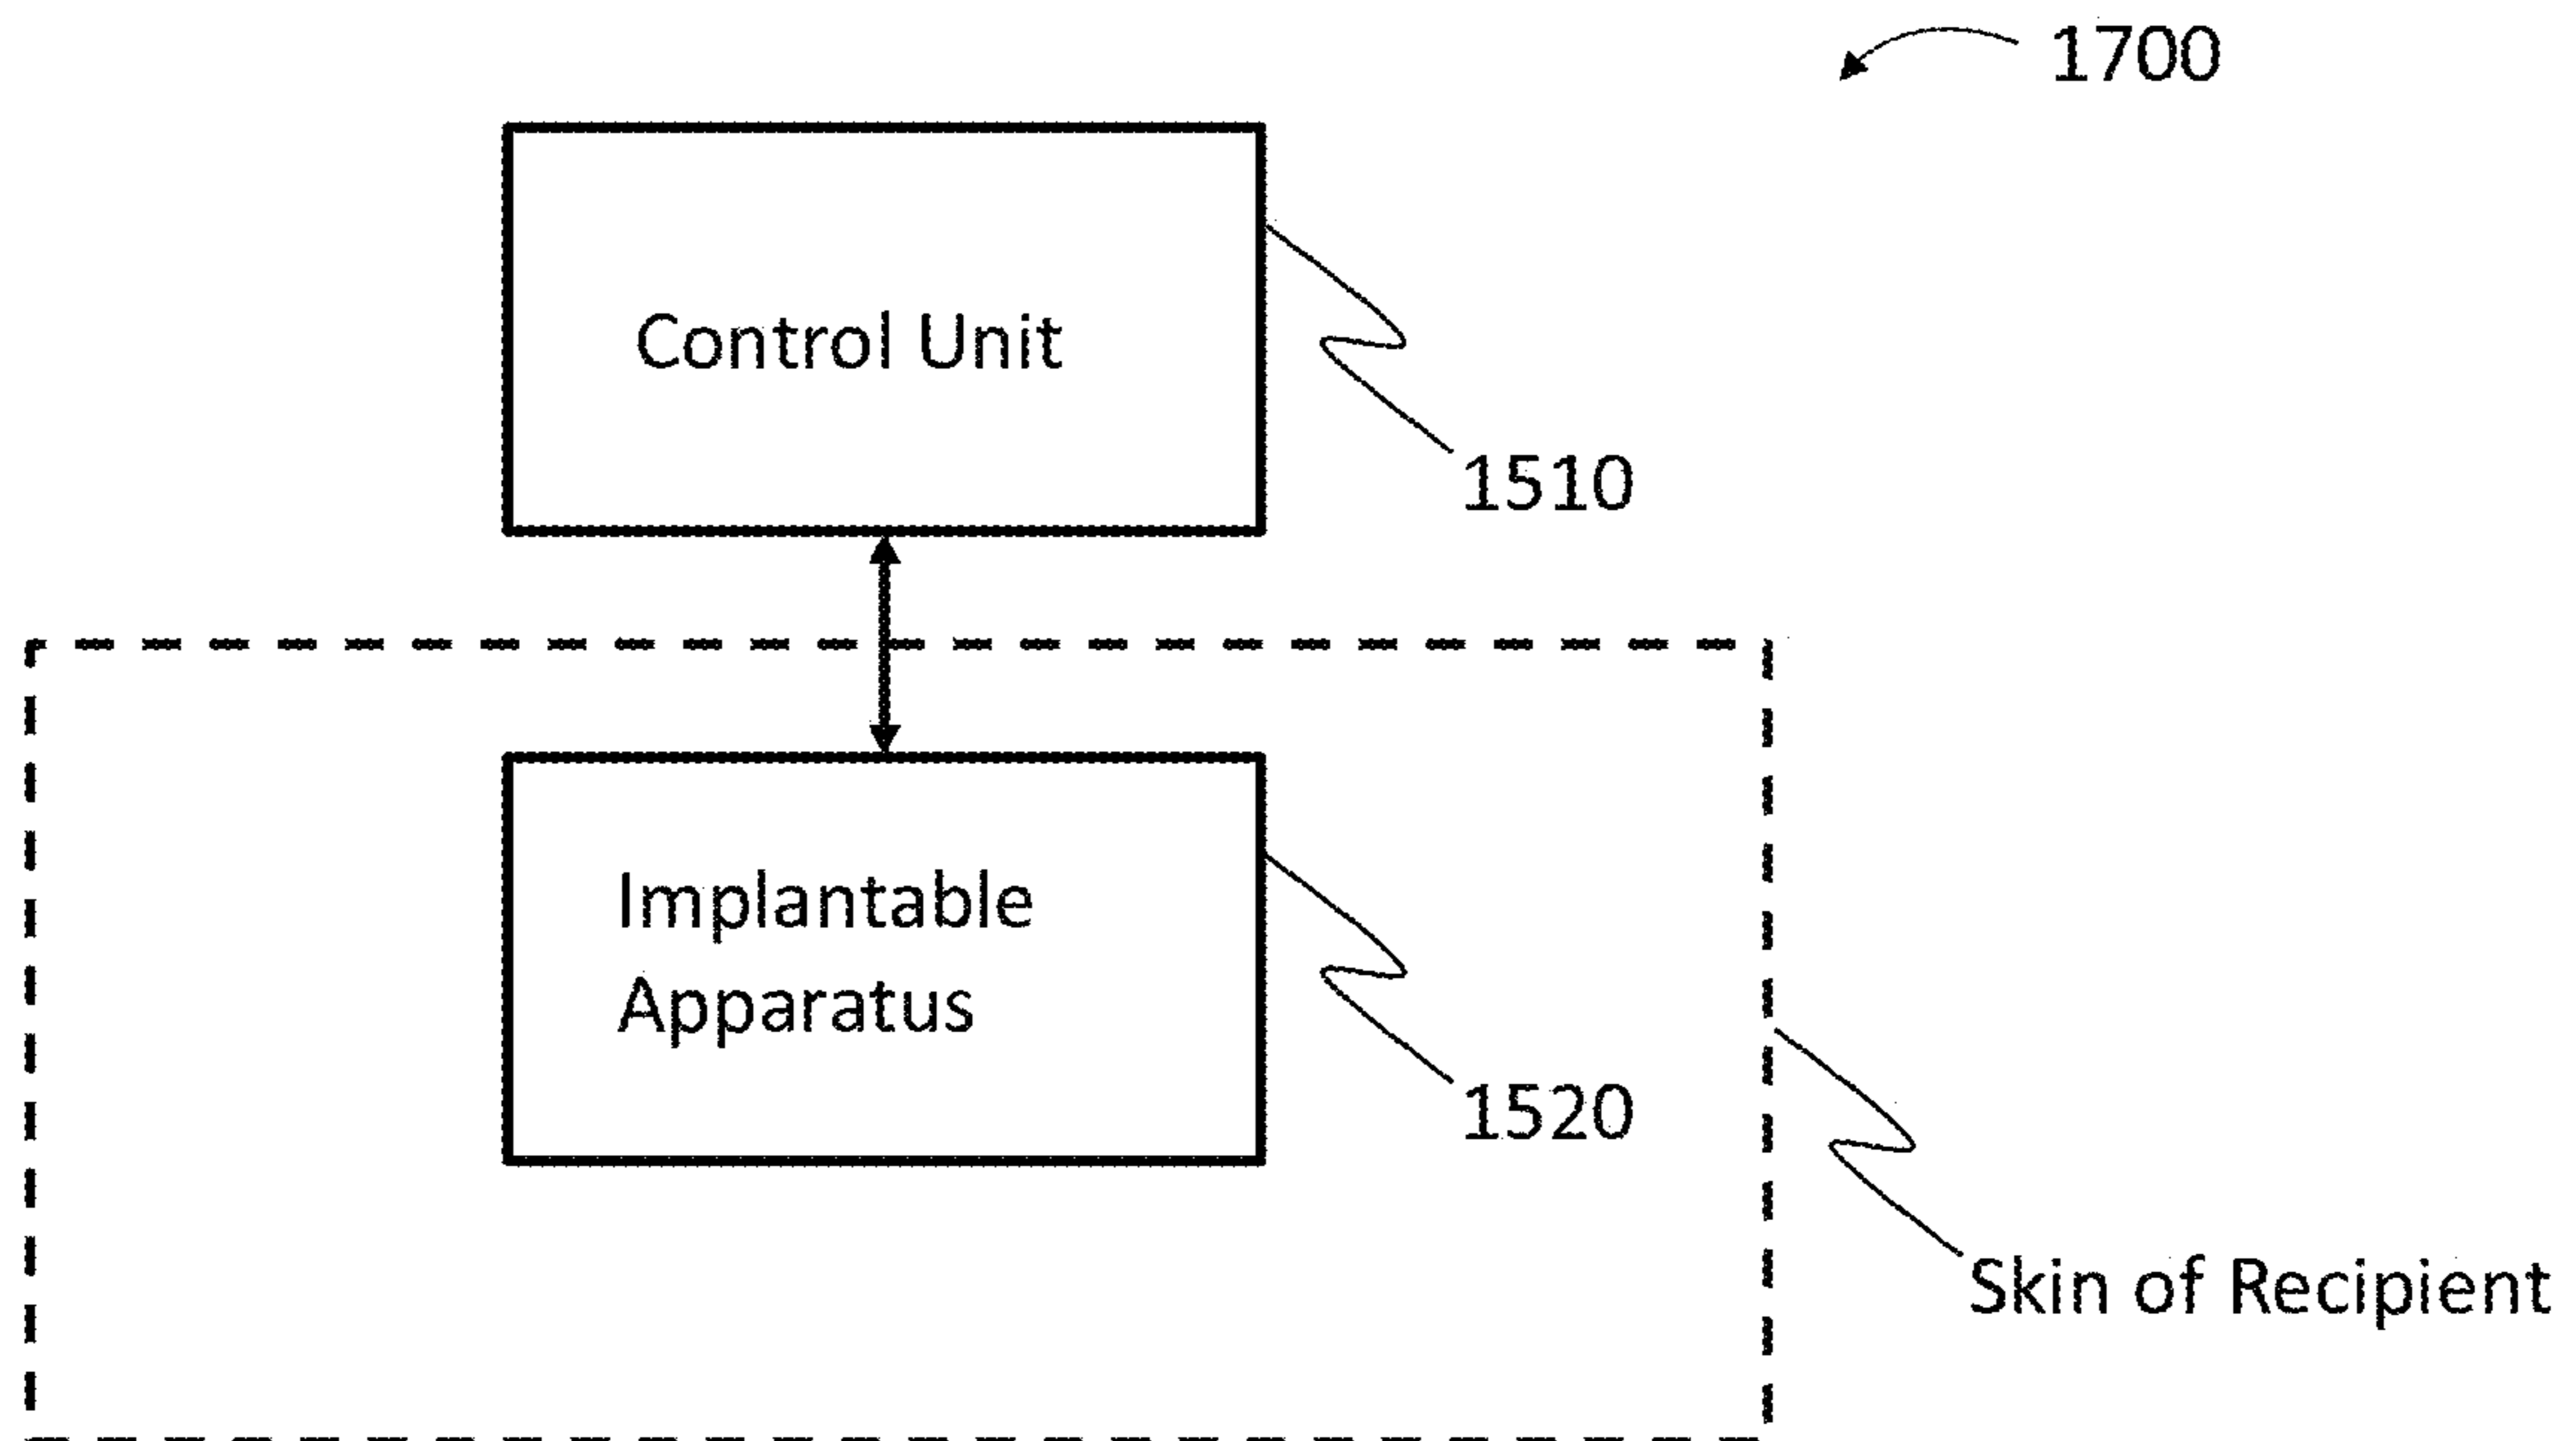 1700
Control Unit
1510
Implantable
Apparatus
1520
Skin of Recipient